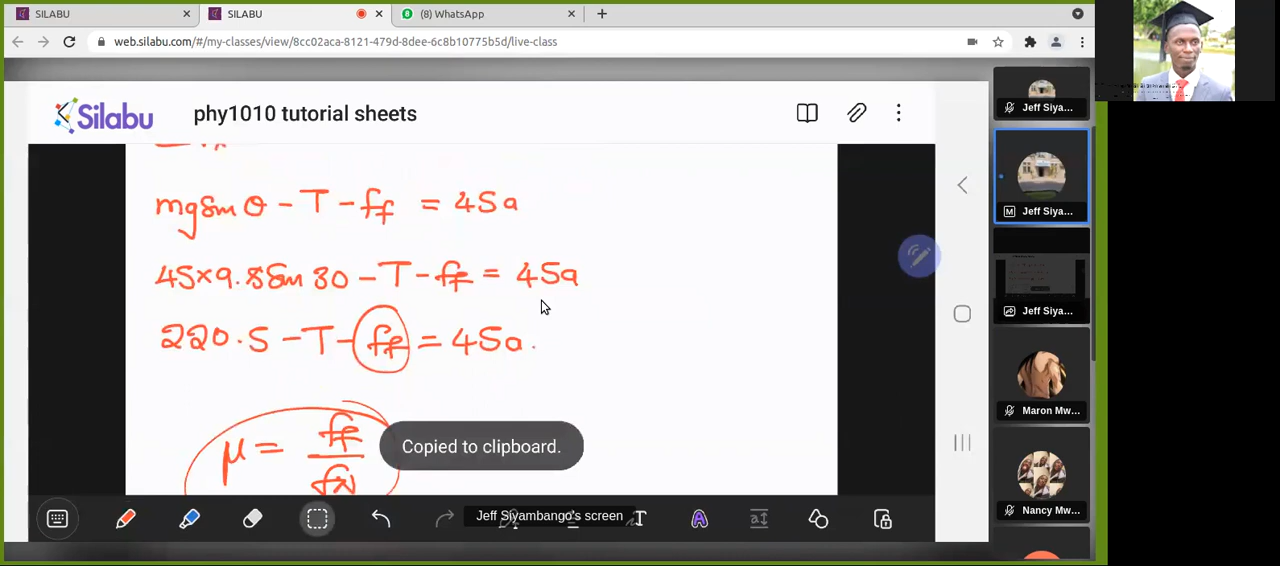 SILABU
SILABU
(8) WhatsApp
web.silabu.com/#/my-classes/view/8cc02aca-8121-479d-8dee-6c8b10775b5d/live-class
Silabu
phy1010 tutorial sheets
mg sin θ - T - ff = 45a
45×9.8 Sin 30 - T - ff = 45a
220.5 - T - ff = 45a.
μ = ff / fN
Copied to clipboard.
Jeff Siyambango's screen
T
A
a
Jeff Siya...
M Jeff Siya...
Jeff Siya...
Maron Mw...
Nancy Mw...